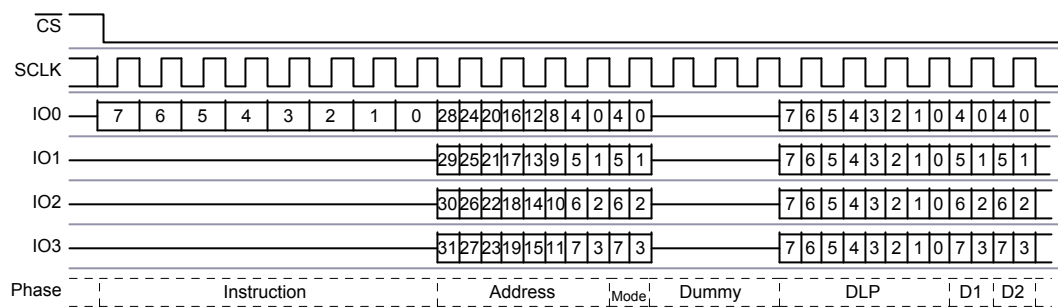 CS
SCLK
IO0 7 6 5 4 3 2 1 0 28 24 20 16 12 8 4 0 4 0 7 6 5 4 3 2 1 0 4 0 4 0
IO1 29 25 21 17 13 9 5 1 5 1 7 6 5 4 3 2 1 0 5 1 5 1
IO2 30 26 22 18 14 10 6 2 6 2 7 6 5 4 3 2 1 0 6 2 6 2
IO3 31 27 23 19 15 11 7 3 7 3 7 6 5 4 3 2 1 0 7 3 7 3
Phase Instruction Address Mode Dummy DLP D1 D2